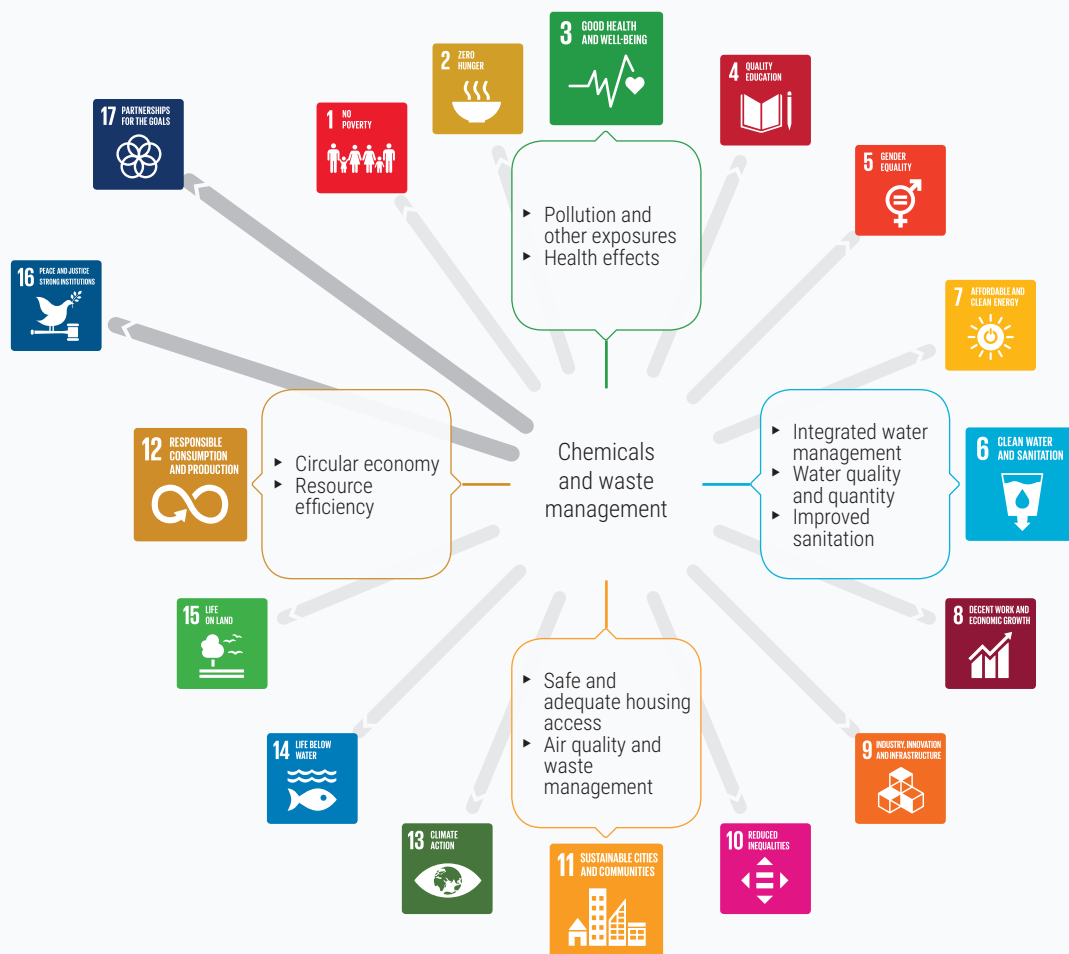 3 GOOD HEALTH
AND WELL-BEING
2 ZERO
HUNGER
4 QUALITY
EDUCATION
17 PARTNERSHIPS
FOR THE GOALS
1 NO
POVERTY
5 GENDER
EQUALITY
▸ Pollution and
other exposures
▸ Health effects
16 PEACE AND JUSTICE
STRONG INSTITUTIONS
7 AFFORDABLE AND
CLEAN ENERGY
12 RESPONSIBLE
CONSUMPTION
AND PRODUCTION
▸ Circular economy
▸ Resource
efficiency
Chemicals
and waste
management
▸ Integrated water
management
▸ Water quality
and quantity
▸ Improved
sanitation
6 CLEAN WATER
AND SANITATION
15 LIFE
ON LAND
8 DECENT WORK AND
ECONOMIC GROWTH
▸ Safe and
adequate housing
access
▸ Air quality and
waste
management
14 LIFE BELOW
WATER
9 INDUSTRY, INNOVATION
AND INFRASTRUCTURE
13 CLIMATE
ACTION
11 SUSTAINABLE CITIES
AND COMMUNITIES
10 REDUCED
INEQUALITIES